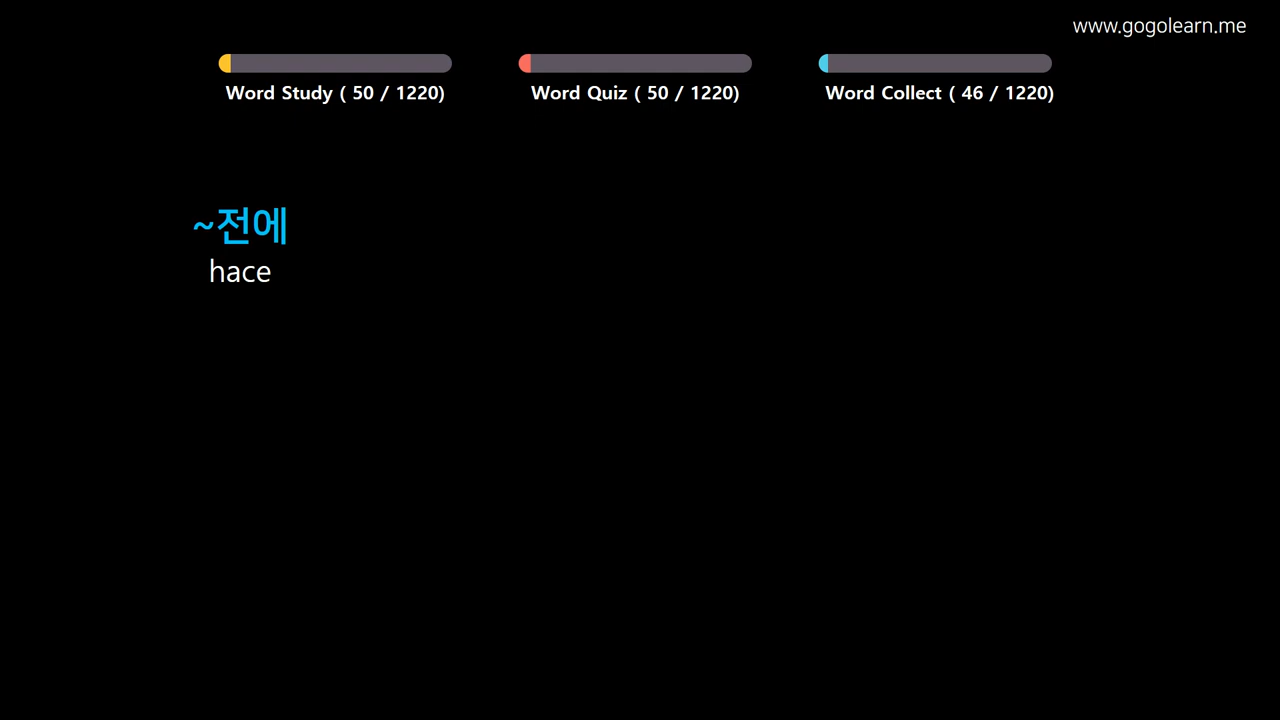 www.gogolearn.me
Word Study ( 50 / 1220)
Word Quiz ( 50 / 1220)
Word Collect ( 46 / 1220)
~전에
hace